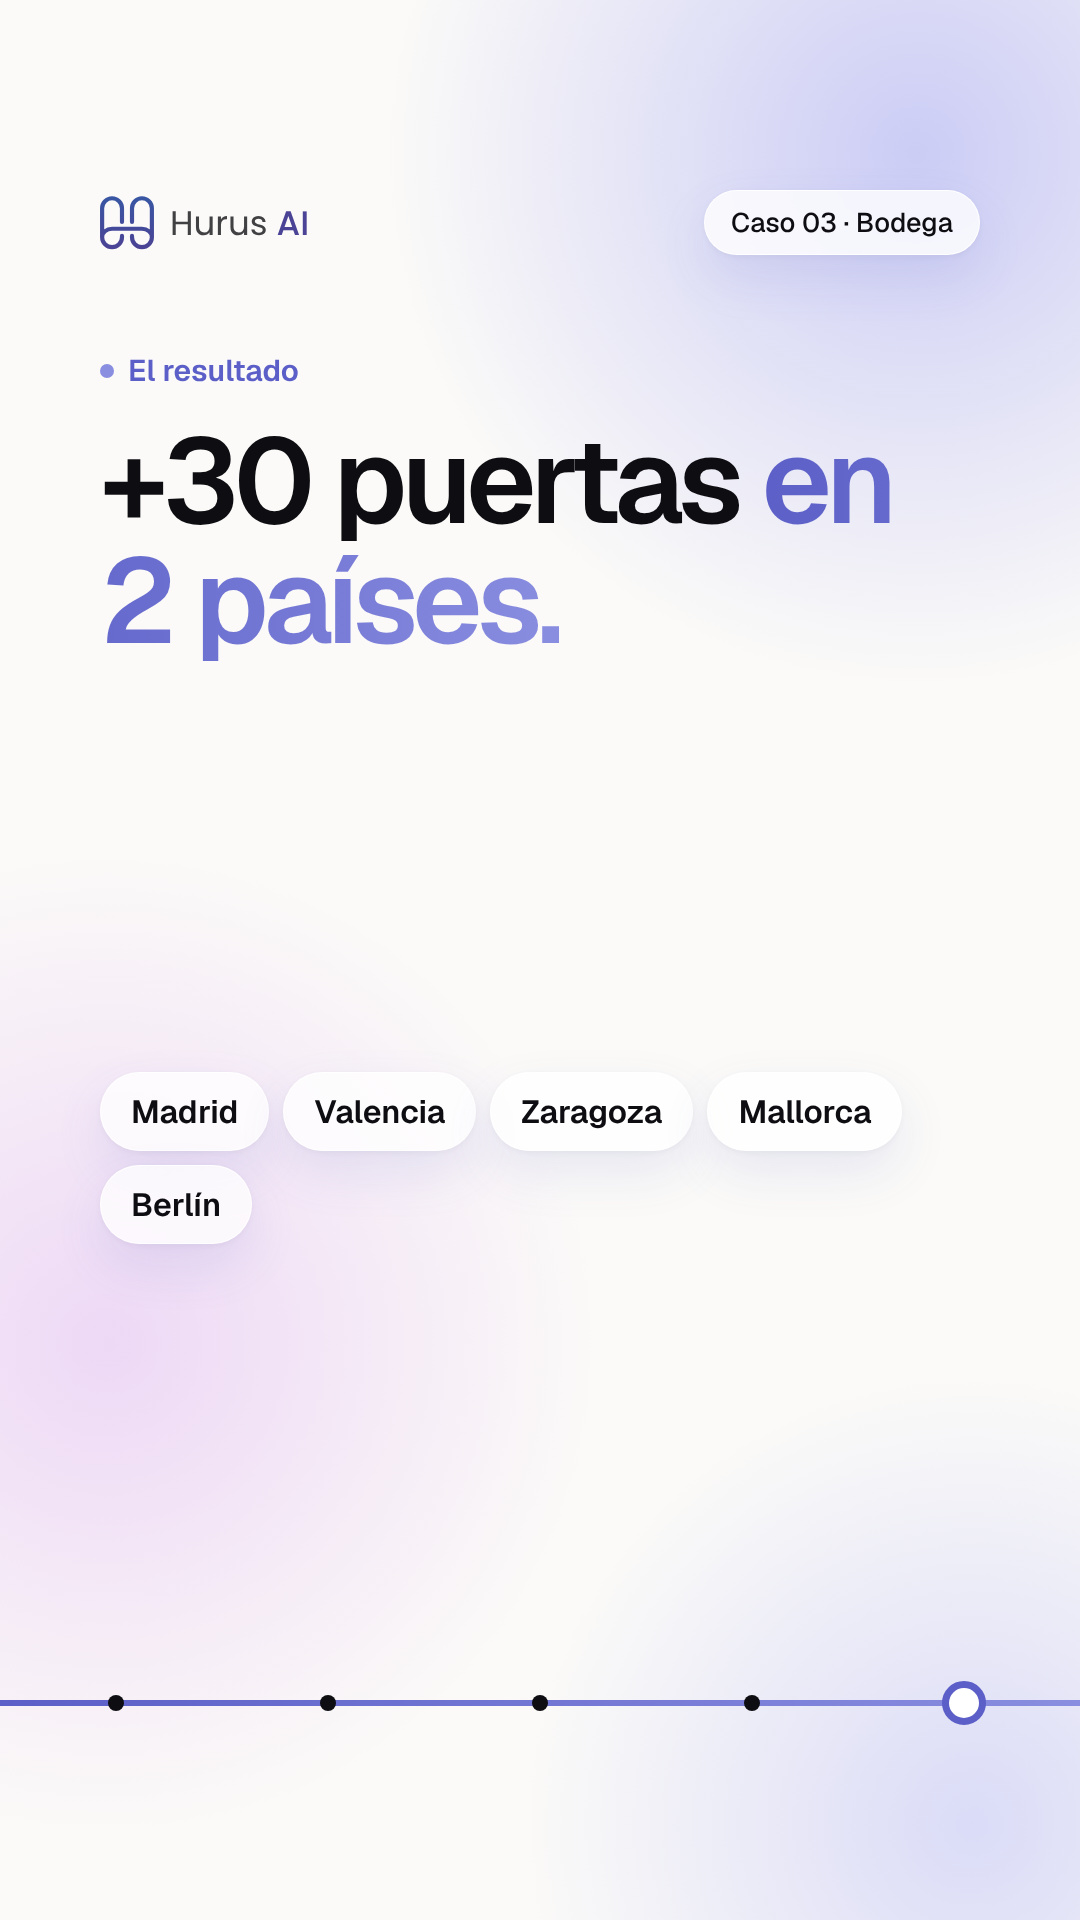 Hurus AI
Caso 03 · Bodega
El resultado
+30 puertas en
2 países.
Madrid
Valencia
Zaragoza
Mallorca
Berlín